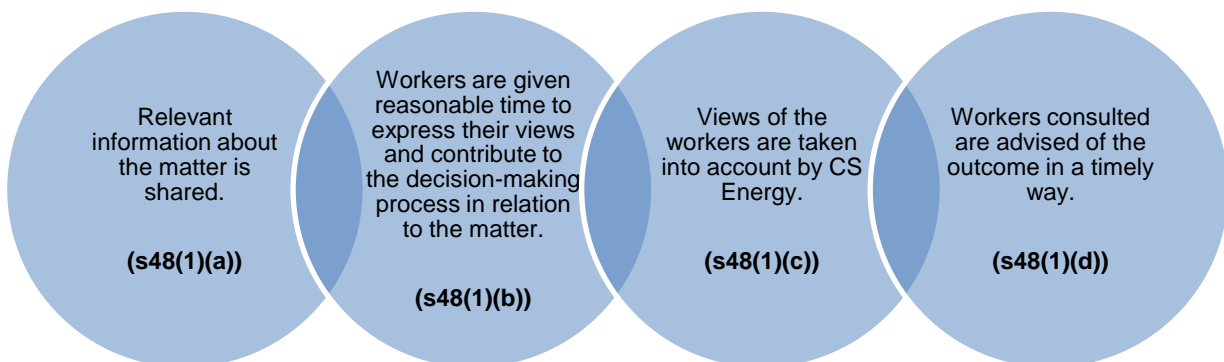 Relevant
information about
the matter is
shared.
(s48(1)(a))
Workers are given
reasonable time to
express their views
and contribute to
the decision-making
process in relation
to the matter.
(s48(1)(b))
Views of the
workers are taken
into account by CS
Energy.
(s48(1)(c))
Workers consulted
are advised of the
outcome in a timely
way.
(s48(1)(d))